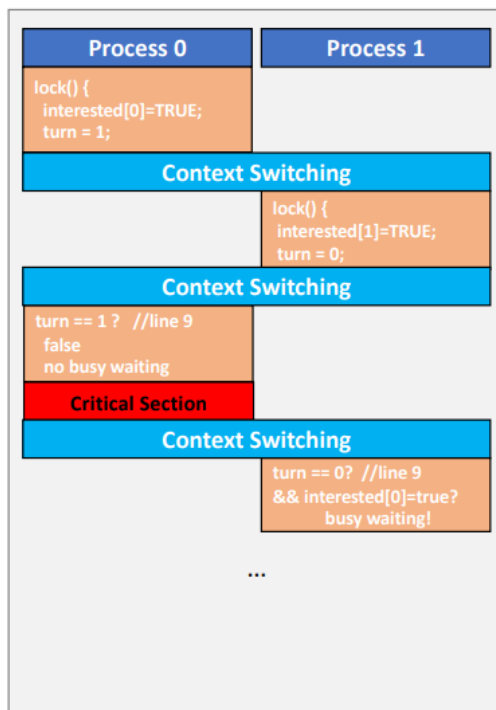 Process 0
Process 1
lock() {
interested[0]=TRUE;
turn = 1;
Context Switching
lock() {
interested[1]=TRUE;
turn = 0;
Context Switching
turn == 1 ? //line 9
false
no busy waiting
Critical Section
Context Switching
turn == 0? //line 9
&& interested[0]=true?
busy waiting!
...